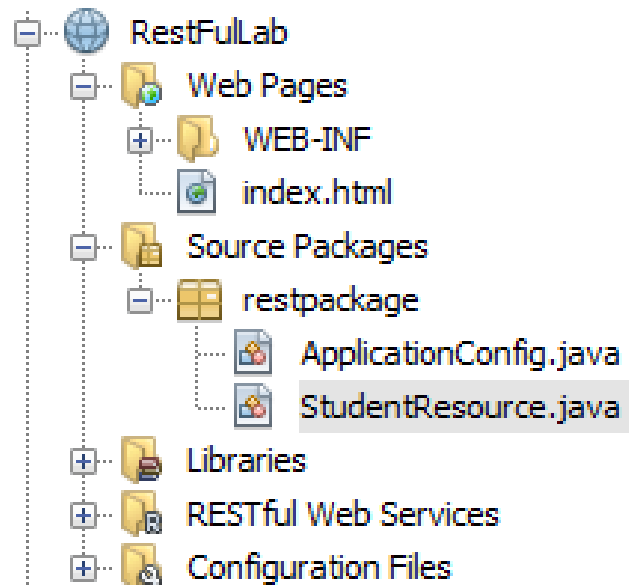 RestFulLab
Web Pages
WEB-INF
index.html
Source Packages
restpackage
ApplicationConfig.java
StudentResource.java
Libraries
RESTful Web Services
Configuration Files